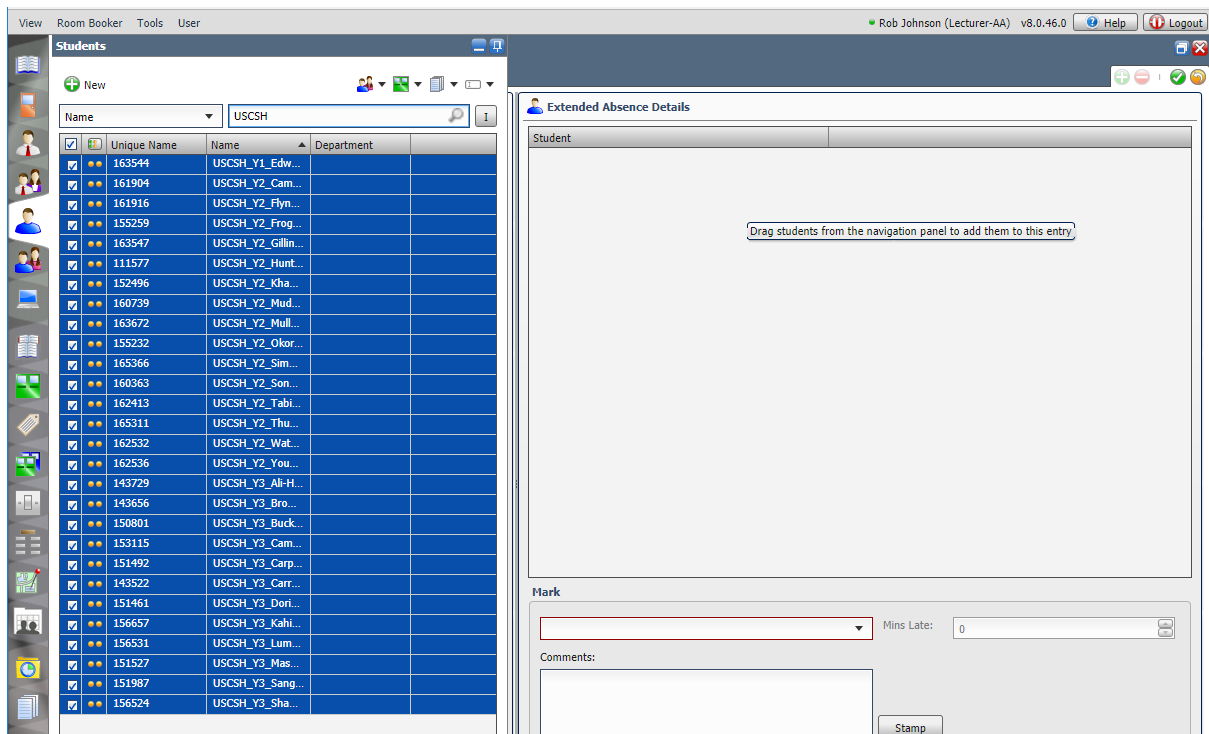 View Room Booker Tools User Rob Johnson (Lecturer-AA) v8.0.46.0 Help Logout
Students
New
Name USCSH I
Unique Name Name Department
163544 USCSH_Y1_Edw...
161904 USCSH_Y2_Cam...
161916 USCSH_Y2_Flyn...
155259 USCSH_Y2_Frog...
163547 USCSH_Y2_Gillin...
111577 USCSH_Y2_Hunt...
152496 USCSH_Y2_Kha...
160739 USCSH_Y2_Mud...
163672 USCSH_Y2_Mull...
155232 USCSH_Y2_Okor...
165366 USCSH_Y2_Sim...
160363 USCSH_Y2_Son...
162413 USCSH_Y2_Tabi...
165311 USCSH_Y2_Thu...
162532 USCSH_Y2_Wat...
162536 USCSH_Y2_You...
143729 USCSH_Y3_Ali-H...
143656 USCSH_Y3_Bro...
150801 USCSH_Y3_Buck...
153115 USCSH_Y3_Cam...
151492 USCSH_Y3_Carp...
143522 USCSH_Y3_Carr...
151461 USCSH_Y3_Dori...
156657 USCSH_Y3_Kahi...
156531 USCSH_Y3_Lum...
151527 USCSH_Y3_Mas...
151987 USCSH_Y3_Sang...
156524 USCSH_Y3_Sha...
Extended Absence Details
Student
Drag students from the navigation panel to add them to this entry
Mark
Mins Late: 0
Comments:
Stamp